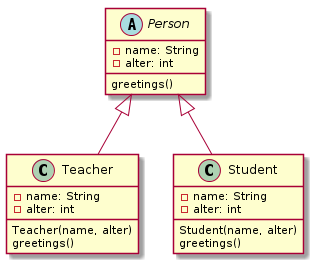 A Person
name: String
alter: int
greetings()
C Teacher
name: String
alter: int
Teacher(name, alter)
greetings()
C Student
name: String
alter: int
Student(name, alter)
greetings()